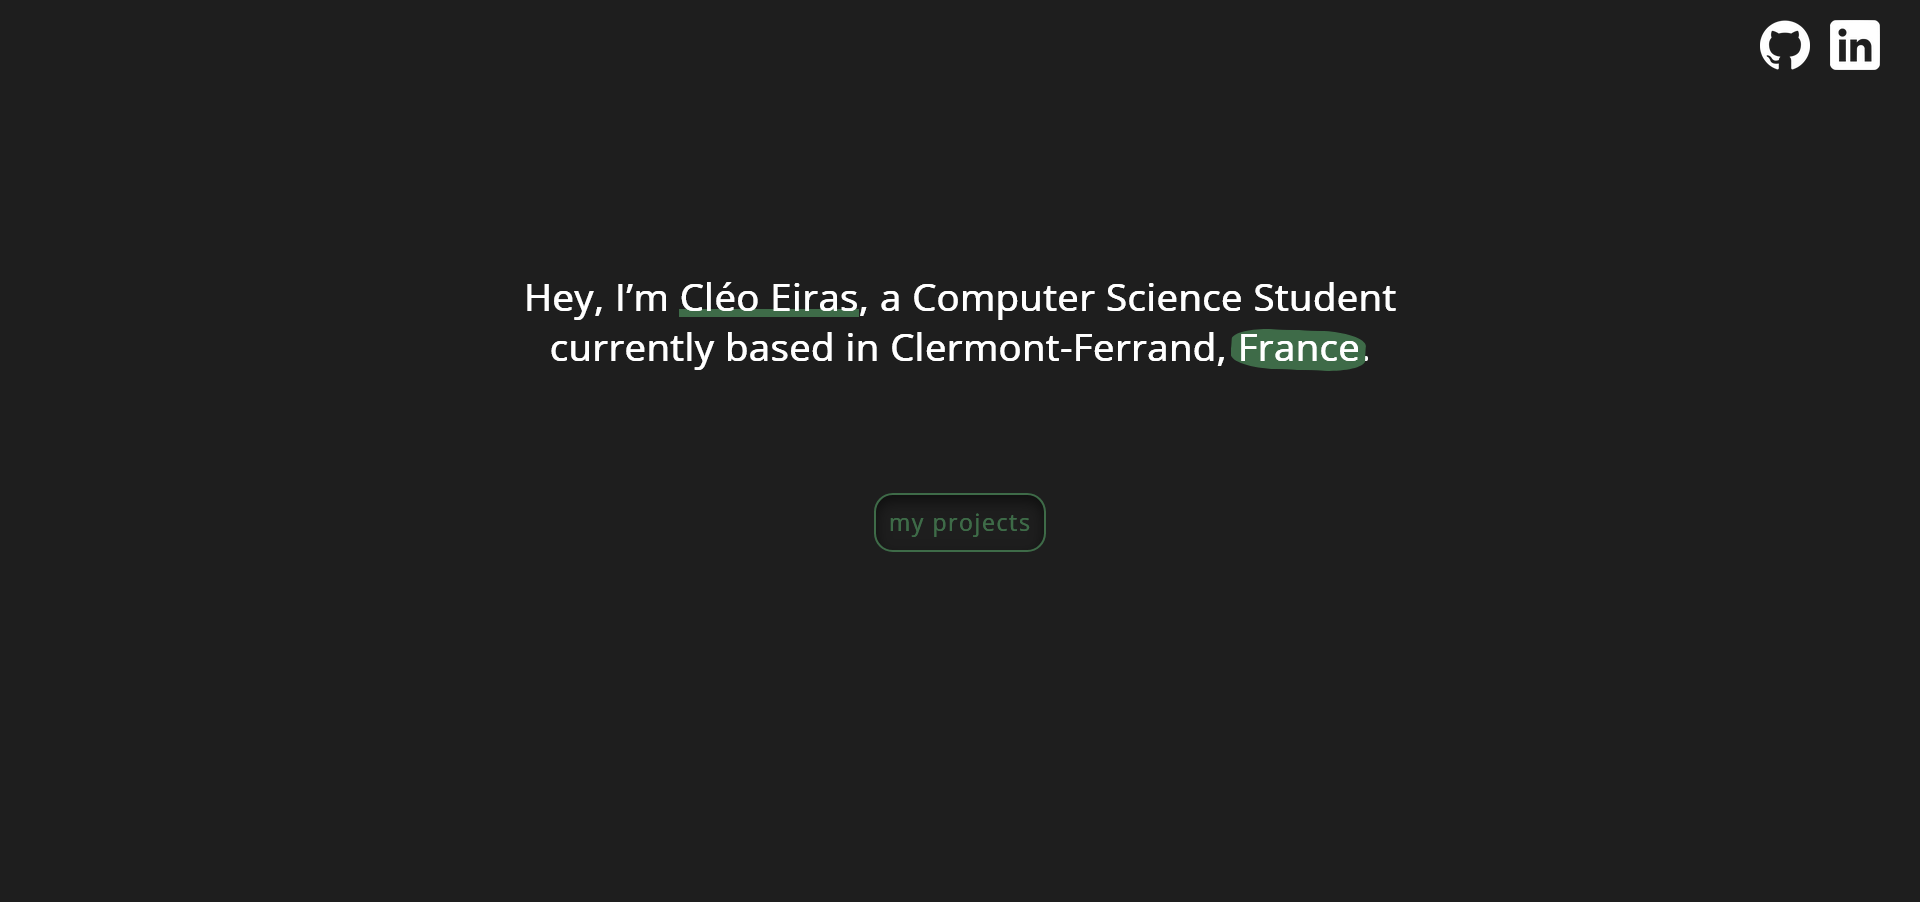 in
Hey, I’m Cléo Eiras, a Computer Science Student
currently based in Clermont-Ferrand, France.
my projects